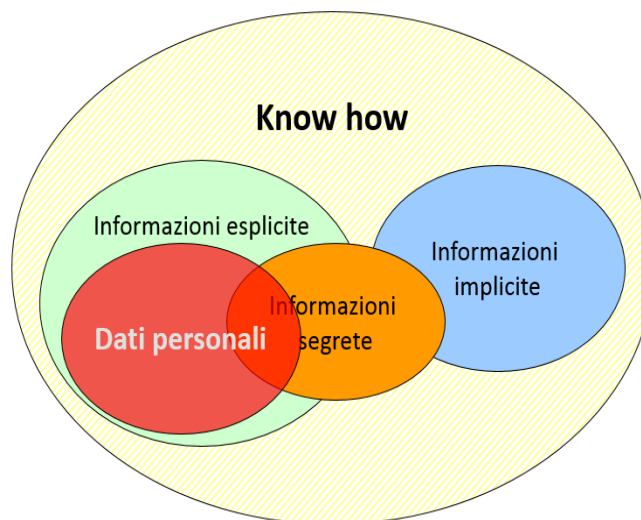 Know how
Informazioni esplicite
Informazioni
implicite
Informazioni
segrete
Dati personali